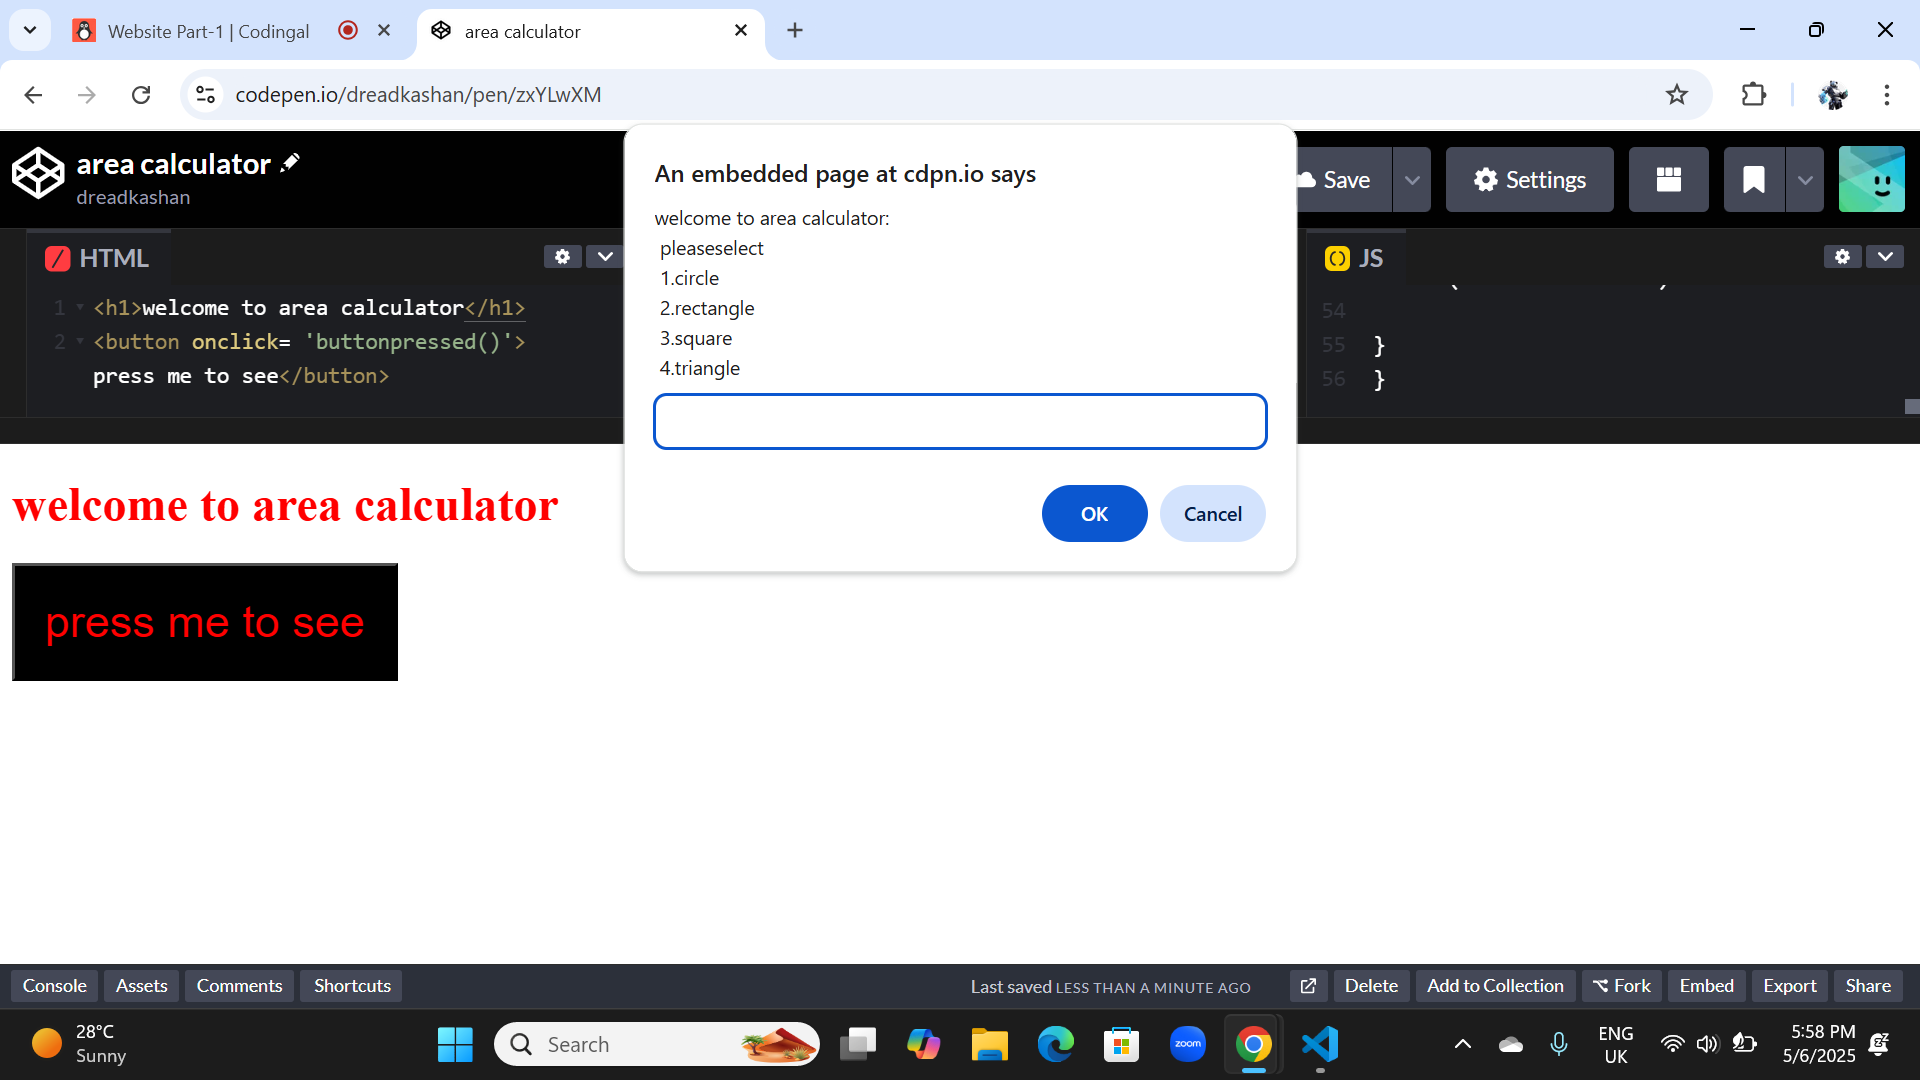 Website Part-1 | Codingal
area calculator
codepen.io/dreadkashan/pen/zxYLwXM
area calculator
dreadkashan
Save
Settings
An embedded page at cdpn.io says
welcome to area calculator:
pleaseselect
1.circle
2.rectangle
3.square
4.triangle
OK
Cancel
HTML
1 <h1>welcome to area calculator</h1>
2 <button onclick= 'buttonpressed()'>
press me to see</button>
JS
54
55 }
56 }
welcome to area calculator
press me to see
Console
Assets
Comments
Shortcuts
Last saved LESS THAN A MINUTE AGO
Delete
Add to Collection
Fork
Embed
Export
Share
28°C
Sunny
Search
zoom
ENG
UK
5:58 PM
5/6/2025